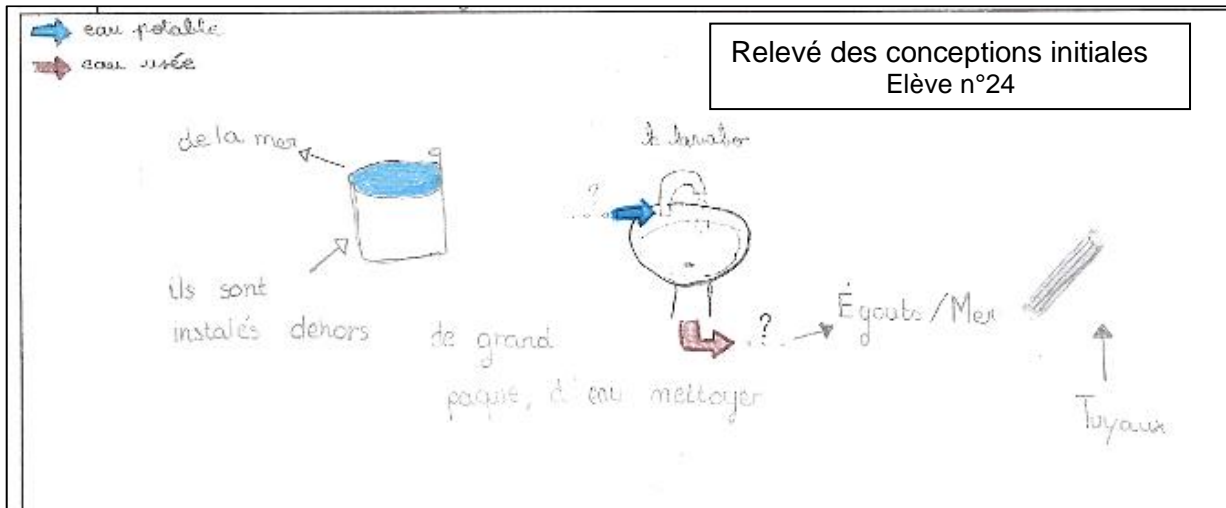 eau potable
eau usée
Relevé des conceptions initiales
Elève n°24
de la mer
le lavabo
?
ils sont
instalés dehors
de grand
paque, d'eau nettoyer
?
Égouts/Mer
Tuyaux